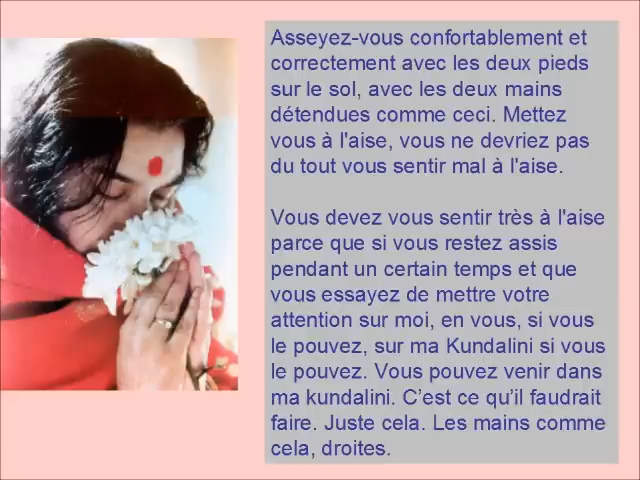 Asseyez-vous confortablement et
correctement avec les deux pieds
sur le sol, avec les deux mains
détendues comme ceci. Mettez
vous à l'aise, vous ne devriez pas
du tout vous sentir mal à l'aise.
Vous devez vous sentir très à l'aise
parce que si vous restez assis
pendant un certain temps et que
vous essayez de mettre votre
attention sur moi, en vous, si vous
le pouvez, sur ma Kundalini si vous
le pouvez. Vous pouvez venir dans
ma kundalini. C’est ce qu’il faudrait
faire. Juste cela. Les mains comme
cela, droites.